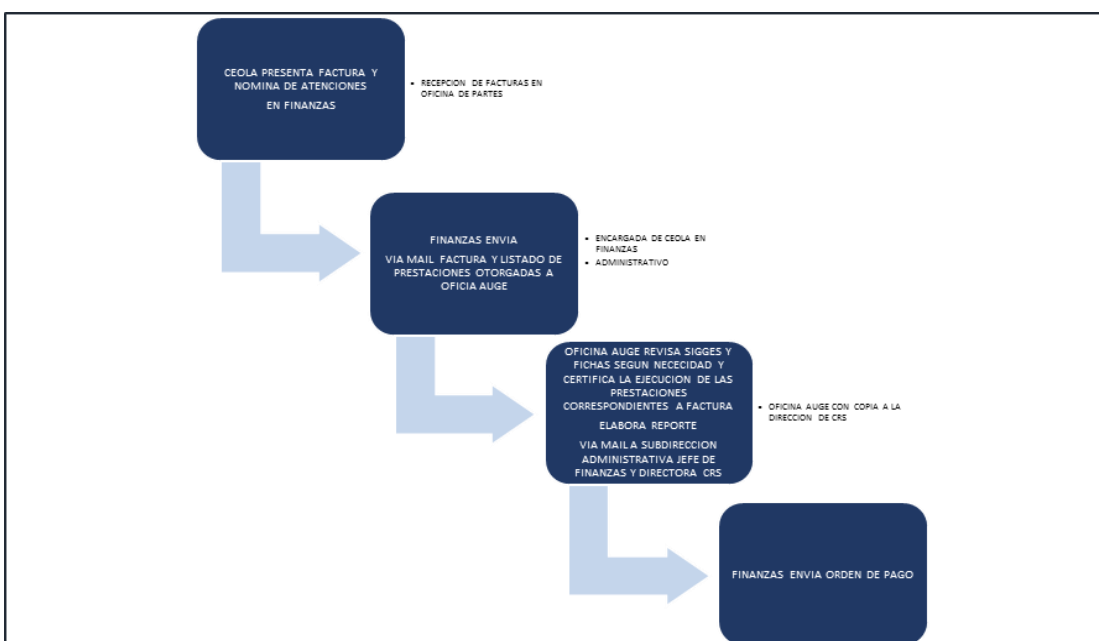 CEOLA PRESENTA FACTURA Y
NOMINA DE ATENCIONES
EN FINANZAS
• RECEPCION DE FACTURAS EN
OFICINA DE PARTES
FINANZAS ENVIA
VIA MAIL FACTURA Y LISTADO DE
PRESTACIONES OTORGADAS A
OFICIA AUGE
• ENCARGADA DE CEOLA EN
FINANZAS
• ADMINISTRATIVO
OFICINA AUGE REVISA SIGGES Y
FICHAS SEGUN NECECIDAD Y
CERTIFICA LA EJECUCION DE LAS
PRESTACIONES
CORRESPONDIENTES A FACTURA
ELABORA REPORTE
VIA MAIL A SUBDIRECCION
ADMINISTRATIVA JEFE DE
FINANZAS Y DIRECTORA CRS
• OFICINA AUGE CON COPIA A LA
DIRECCION DE CRS
FINANZAS ENVIA ORDEN DE PAGO